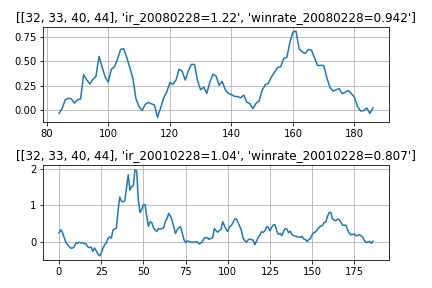 [[32, 33, 40, 44], 'ir_20080228=1.22', 'winrate_20080228=0.942']
0.75
0.50
0.25
0.00
80 100 120 140 160 180
[[32, 33, 40, 44], 'ir_20010228=1.04', 'winrate_20010228=0.807']
2
1
0
0 25 50 75 100 125 150 175